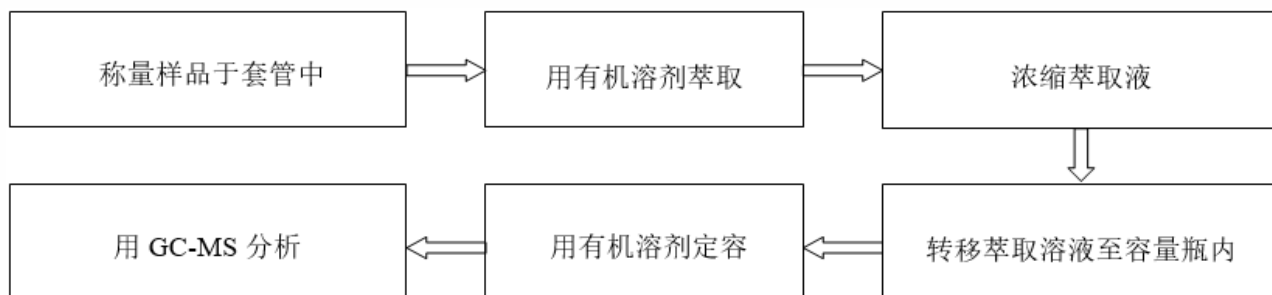 称量样品于套管中
用有机溶剂萃取
浓缩萃取液
转移萃取溶液至容量瓶内
用有机溶剂定容
用 GC-MS 分析